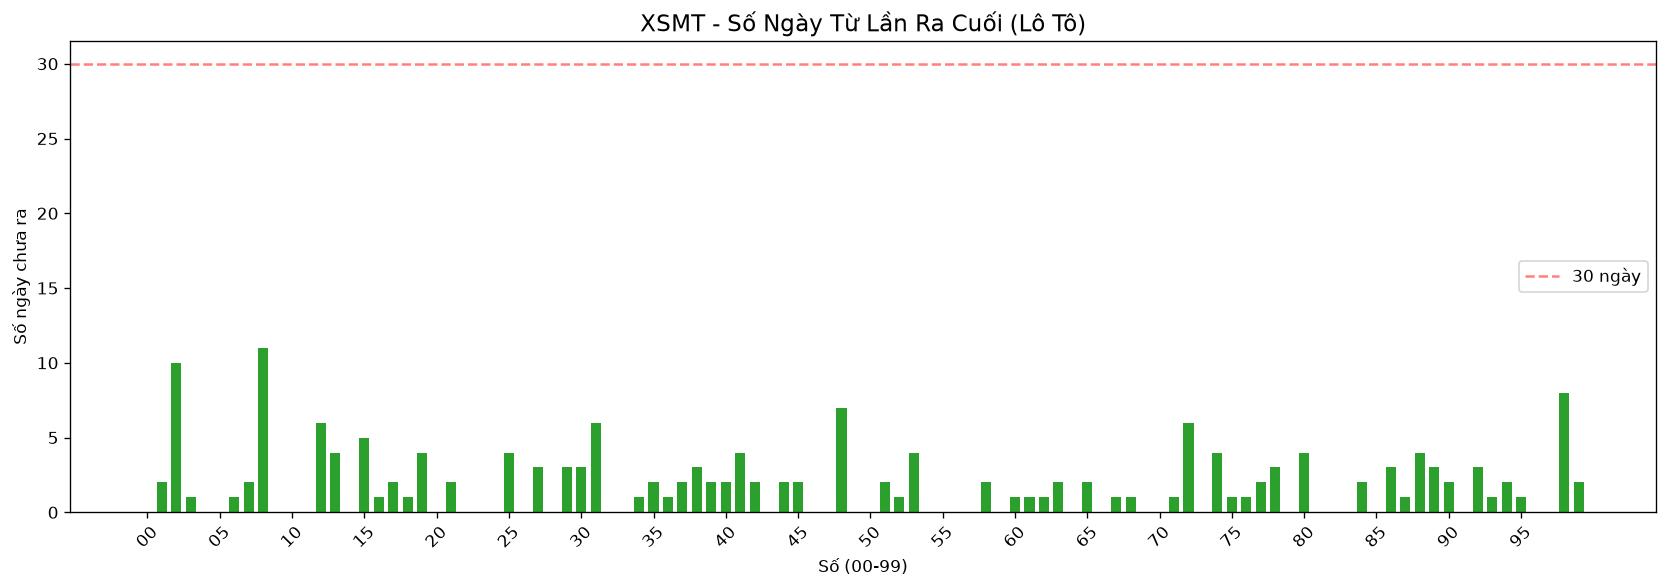 XSMT - Số Ngày Từ Lần Ra Cuối (Lô Tô)
Số ngày chưa ra
30
25
20
15
10
5
0
30 ngày
00 05 10 15 20 25 30 35 40 45 50 55 60 65 70 75 80 85 90 95
Số (00-99)